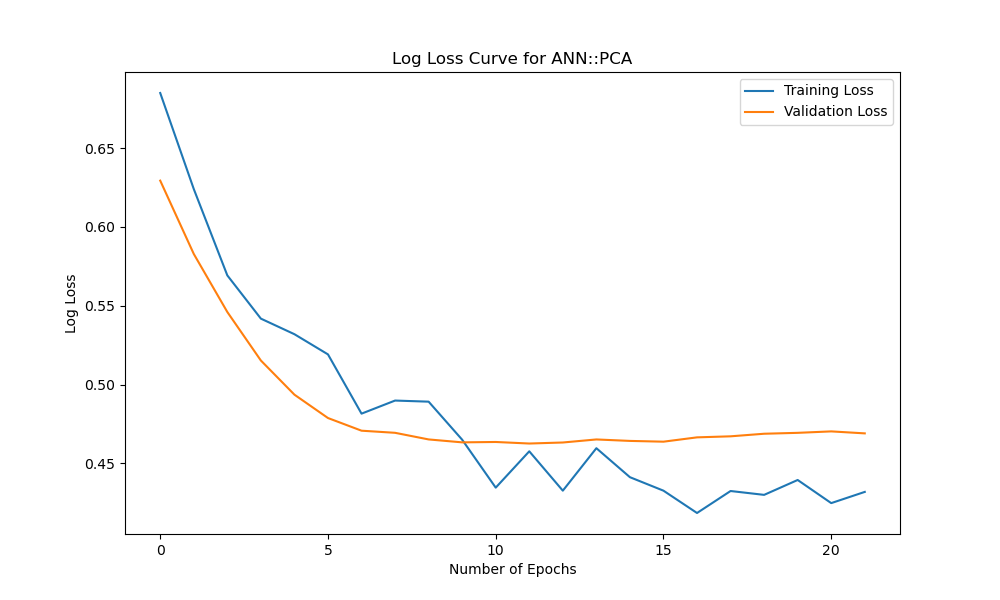 Log Loss Curve for ANN::PCA
Training Loss
Validation Loss
Log Loss
0.65
0.60
0.55
0.50
0.45
0
5
10
15
20
Number of Epochs